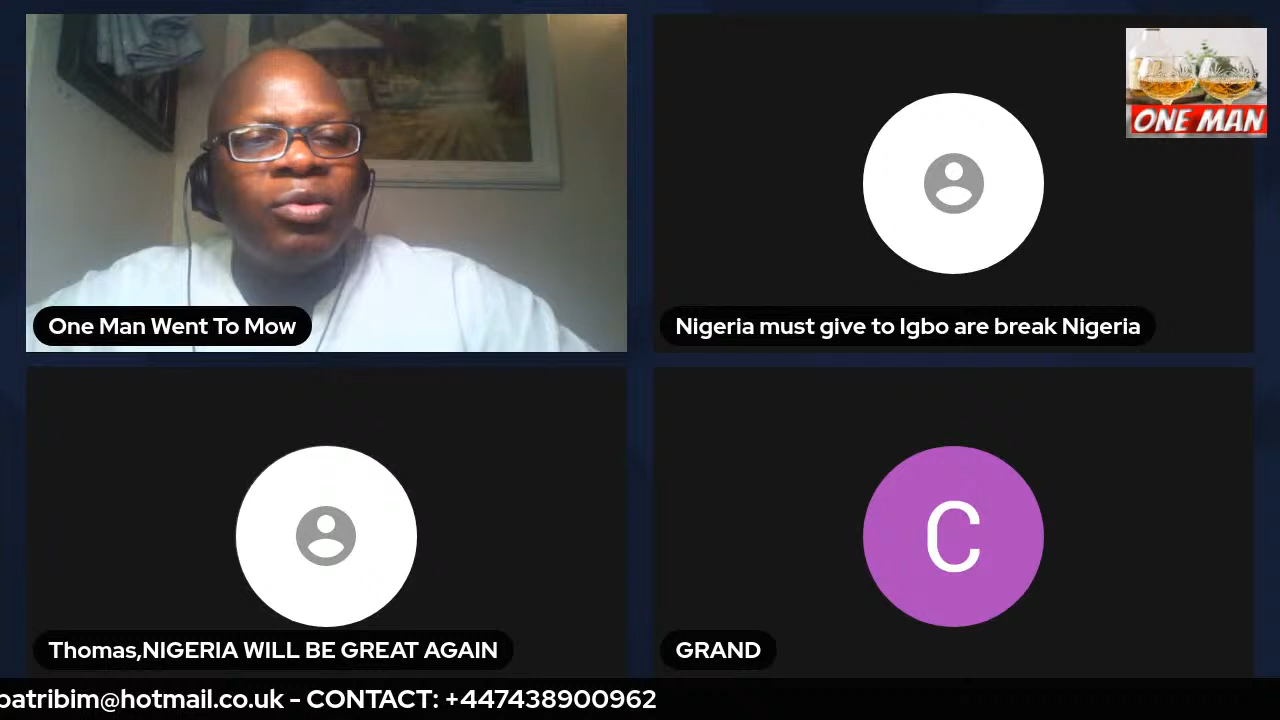 ONE MAN
One Man Went To Mow
Nigeria must give to Igbo are break Nigeria
Thomas,NIGERIA WILL BE GREAT AGAIN
C
GRAND
patribim@hotmail.co.uk - CONTACT: +447438900962